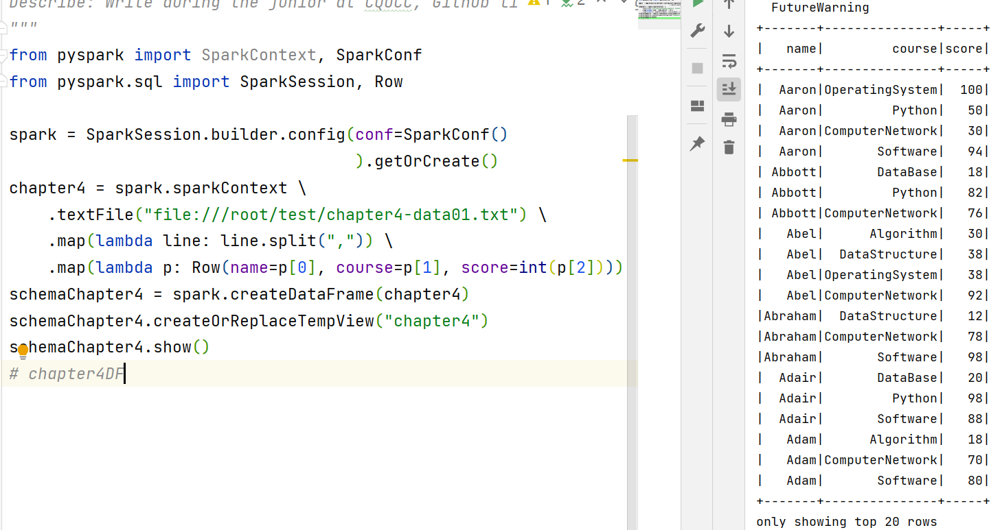 Describe: Write during the junior at CQUCC, Github li
1
2
"""
from pyspark import SparkContext, SparkConf
from pyspark.sql import SparkSession, Row
spark = SparkSession.builder.config(conf=SparkConf()
).getOrCreate()
chapter4 = spark.sparkContext \
.textFile("file:///root/test/chapter4-data01.txt") \
.map(lambda line: line.split(",")) \
.map(lambda p: Row(name=p[0], course=p[1], score=int(p[2])))
schemaChapter4 = spark.createDataFrame(chapter4)
schemaChapter4.createOrReplaceTempView("chapter4")
schemaChapter4.show()
# chapter4DF
FutureWarning
+-------+---------------+-----+
|   name|         course|score|
+-------+---------------+-----+
|  Aaron|OperatingSystem|  100|
|  Aaron|         Python|   50|
|  Aaron|ComputerNetwork|   30|
|  Aaron|       Software|   94|
| Abbott|       DataBase|   18|
| Abbott|         Python|   82|
| Abbott|ComputerNetwork|   76|
|   Abel|      Algorithm|   30|
|   Abel|  DataStructure|   38|
|   Abel|OperatingSystem|   38|
|   Abel|ComputerNetwork|   92|
|Abraham|  DataStructure|   12|
|Abraham|ComputerNetwork|   78|
|Abraham|       Software|   98|
|  Adair|       DataBase|   20|
|  Adair|         Python|   98|
|  Adair|       Software|   88|
|   Adam|      Algorithm|   18|
|   Adam|ComputerNetwork|   70|
|   Adam|       Software|   80|
+-------+---------------+-----+
only showing top 20 rows